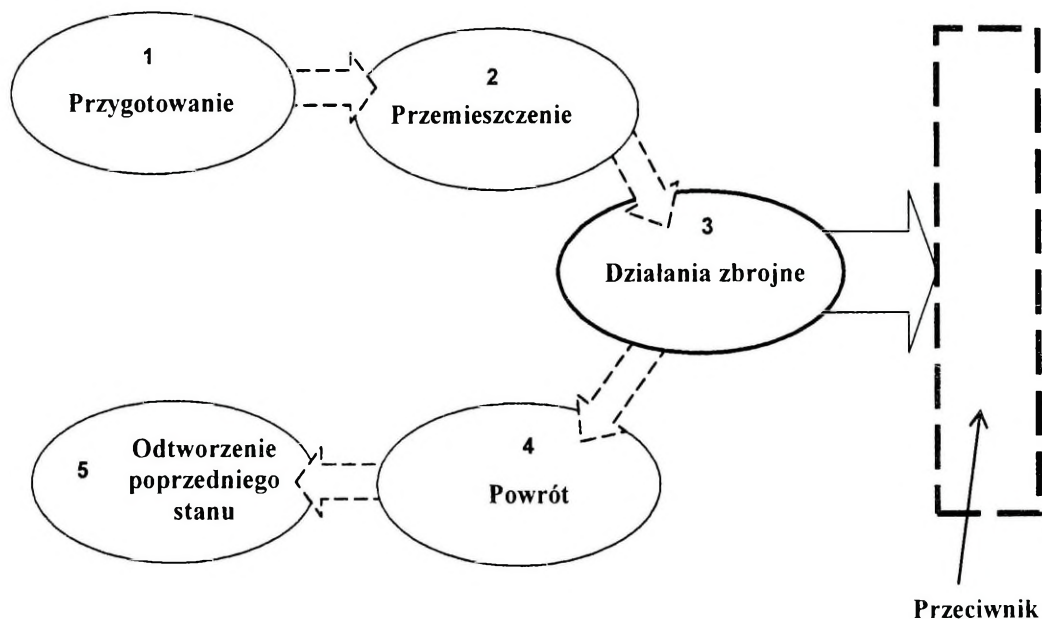 1
Przygotowanie
2
Przemieszczenie
3
Działania zbrojne
4
Powrót
5
Odtworzenie
poprzedniego
stanu
Przeciwnik